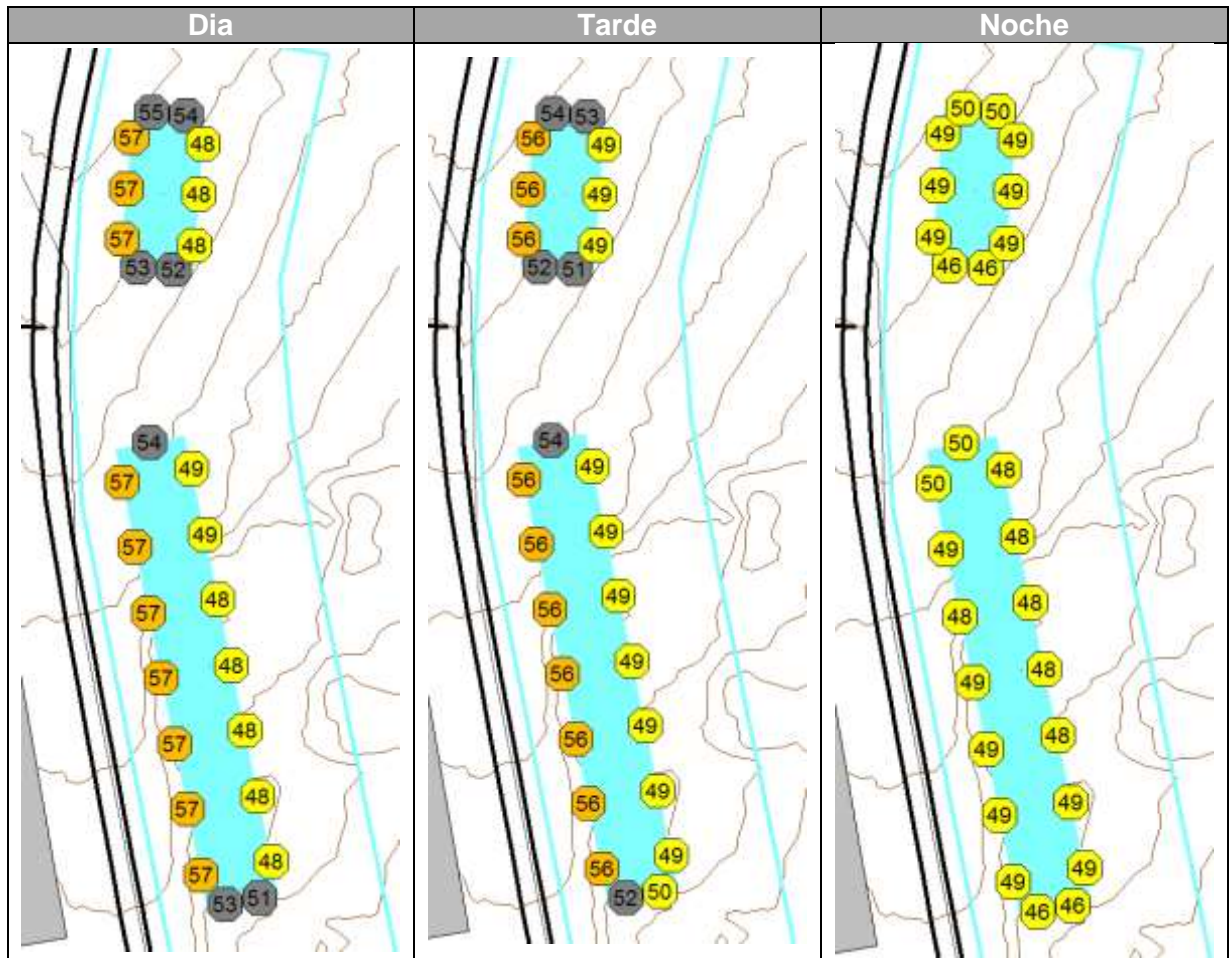 Dia Tarde Noche
55 54 54 53 50 50
57 48 56 49 49 49
57 48 56 49 49 49
57 48 56 49 49 49
53 52 52 51 46 46
54 54 50
57 49 56 49 50 48
57 49 56 49 49 48
57 48 56 49 48 48
57 48 56 49 49 48
57 48 56 49 49 48
57 48 56 49 49 49
57 48 56 49 49 49
53 51 52 50 46 46